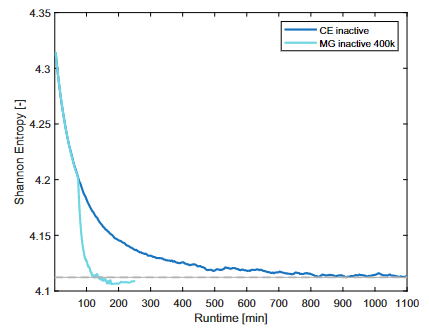 4.35
4.3
4.25
4.2
4.15
4.1
Shannon Entropy [-]
CE inactive
MG inactive 400k
100 200 300 400 500 600 700 800 900 1000 1100
Runtime [min]